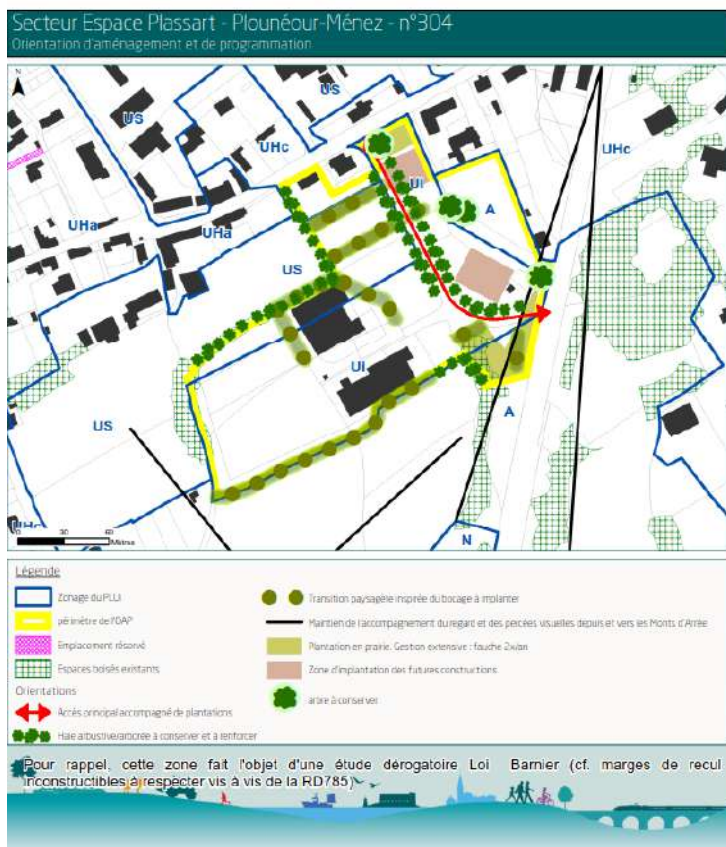 Secteur Espace Plassart - Plounéour-Ménez - n°304
Orientation d'aménagement et de programmation
N
US
US
UHc
UHc
UI
A
UHa
UHa
US
UI
US
A
UHc
N
0 30 60
Mètres
Légende
Zonage du PLUi
périmètre de l'OAP
Emplacement réservé
Espaces boisés existants
Orientations
Accès principal accompagné de plantations
Haie arbustive/arborée à conserver et à renforcer
Transition paysagère inspirée du bocage à implanter
Maintien de l'accompagnement du regard et des percées visuelles depuis et vers les Monts d'Arrée
Plantation en prairie. Gestion extensive : fauche 2x/an
Zone d'implantation des futures constructions
arbre à conserver
Pour rappel, cette zone fait l'objet d'une étude dérogatoire Loi Barnier (cf. marges de recul
inconstructibles à respecter vis à vis de la RD785)